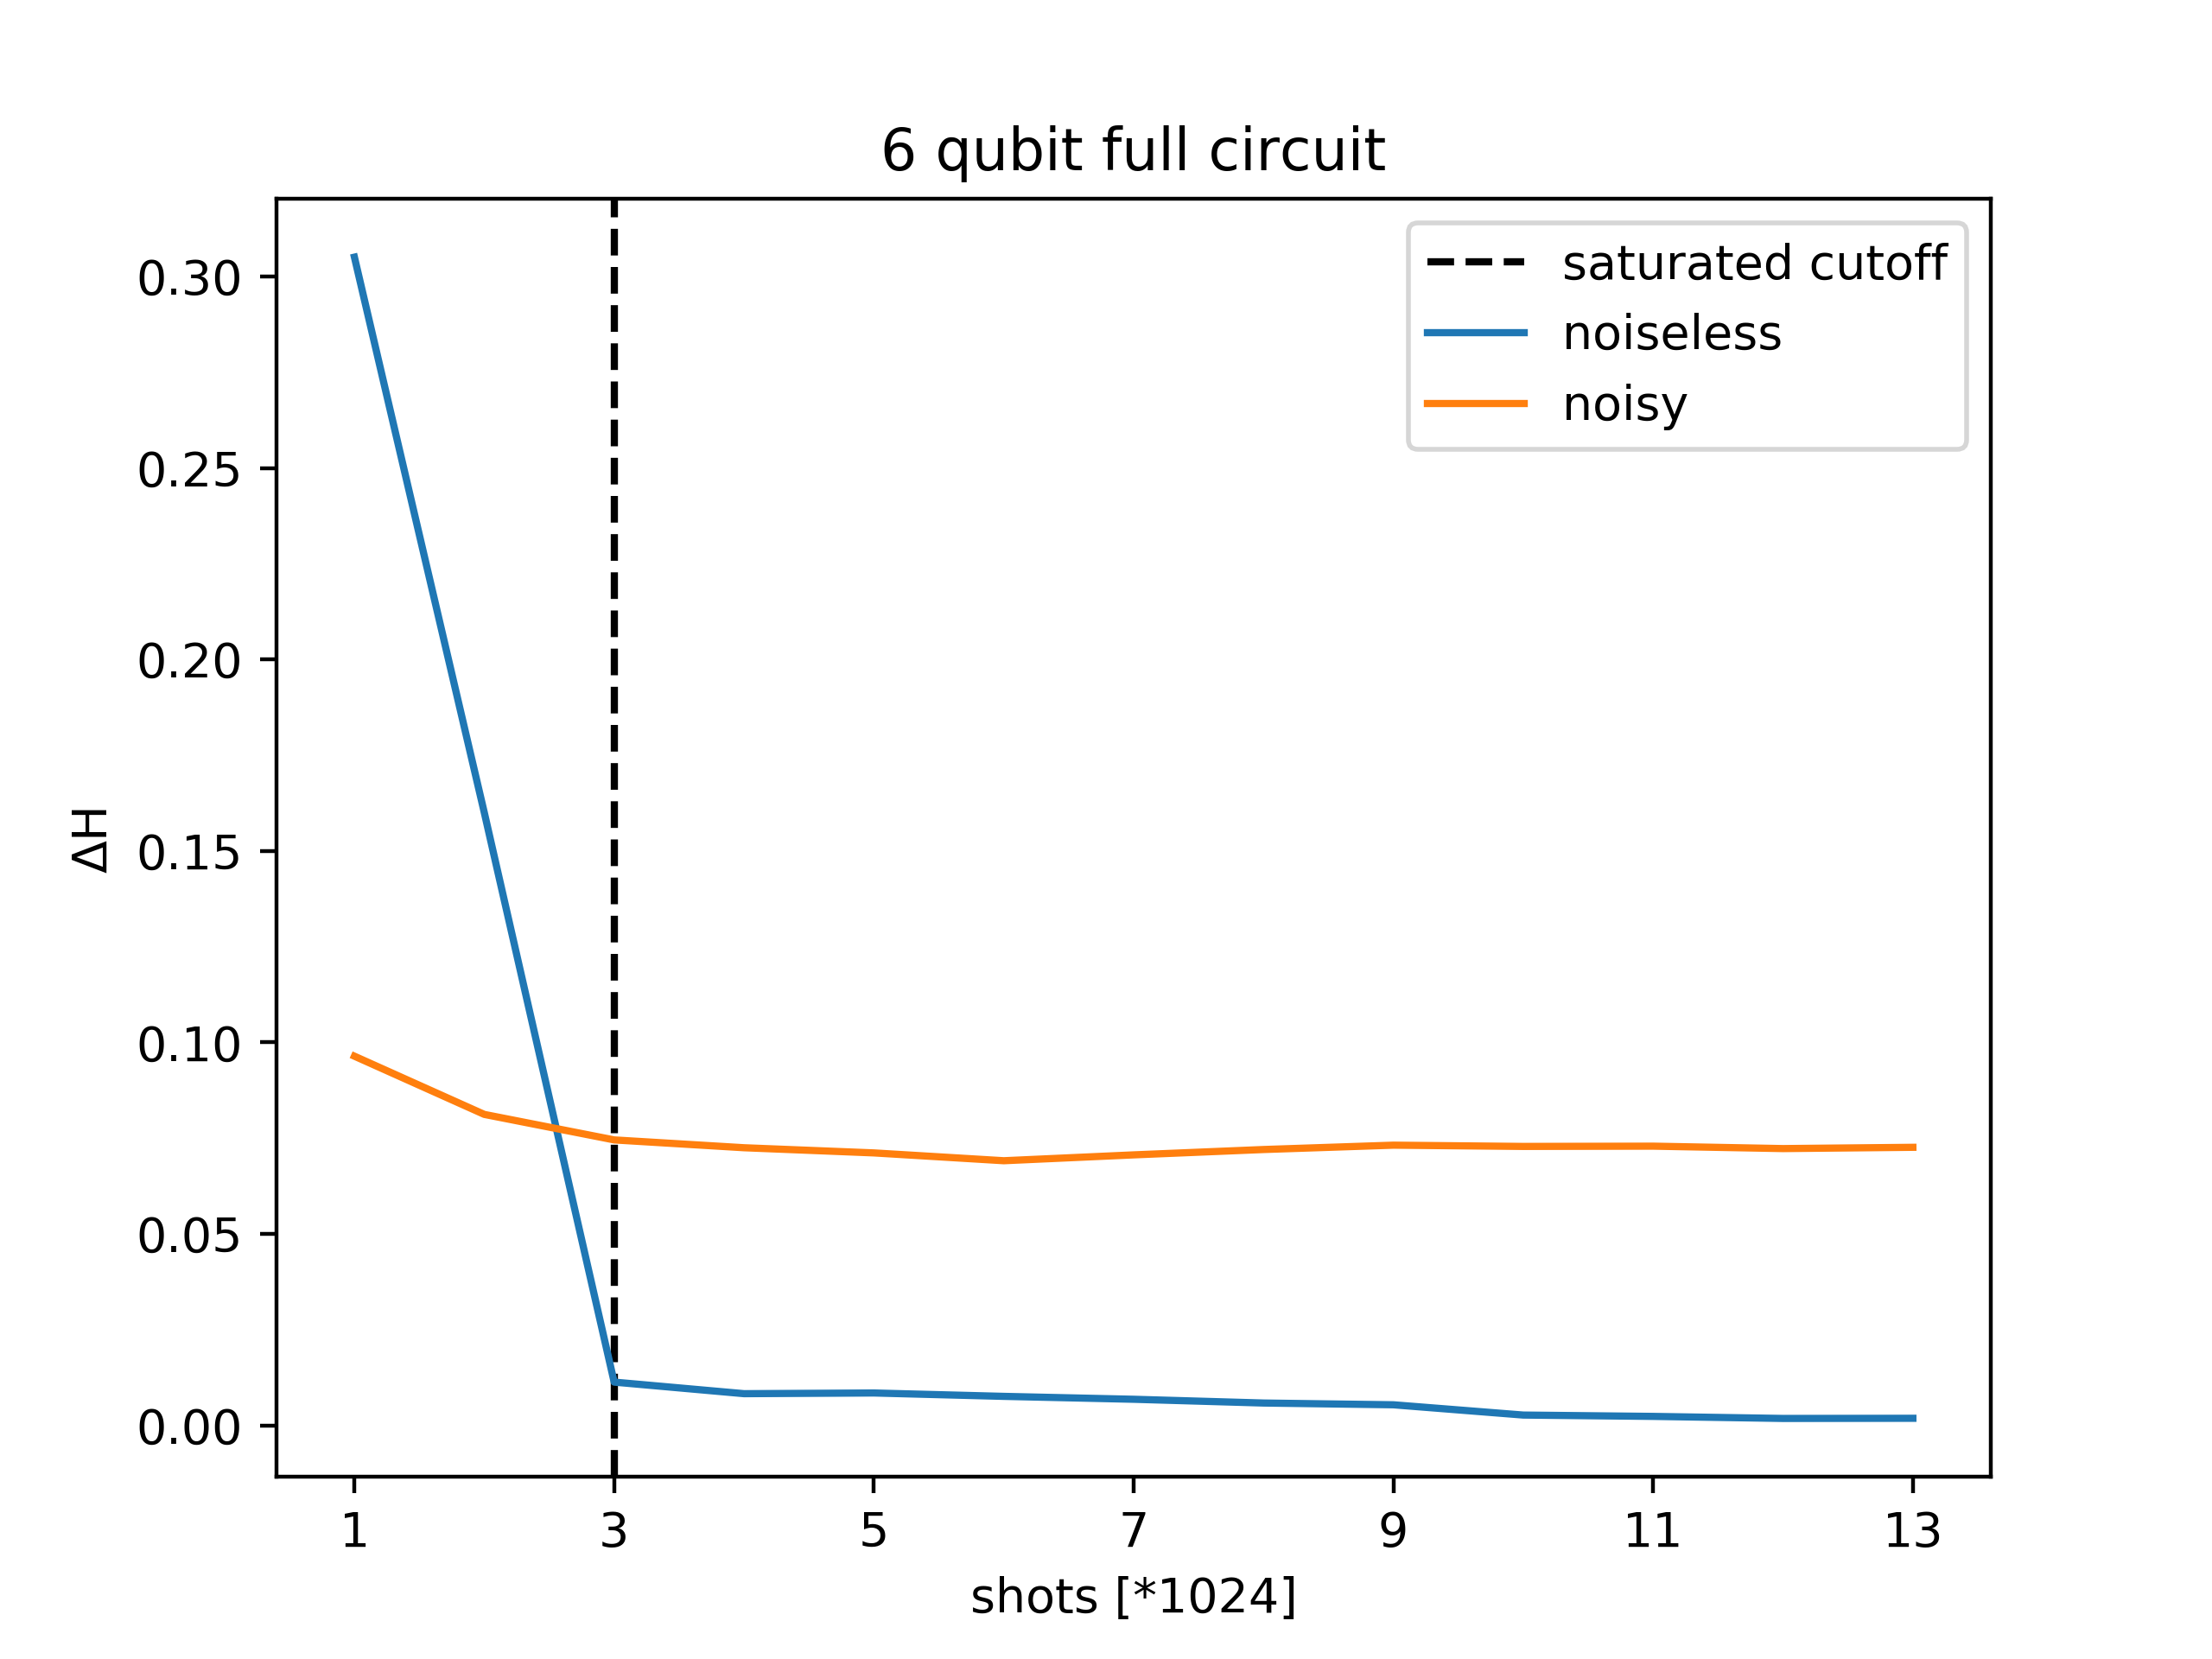 6 qubit full circuit
saturated cutoff
noiseless
noisy
ΔH
0.30
0.25
0.20
0.15
0.10
0.05
0.00
1 3 5 7 9 11 13
shots [*1024]